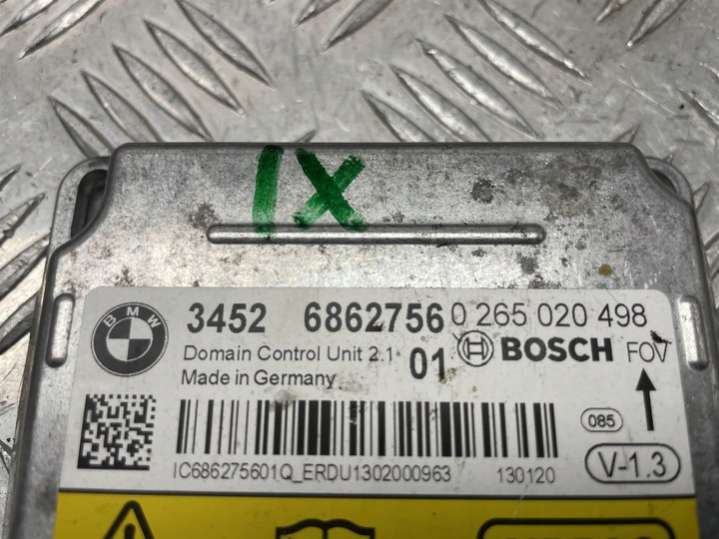 IX
BMW
3452 6862756 0 265 020 498
Domain Control Unit 2.1 01 BOSCH FOV
Made in Germany
085
V-1.3
IC686275601Q_ERDU1302000963 130120